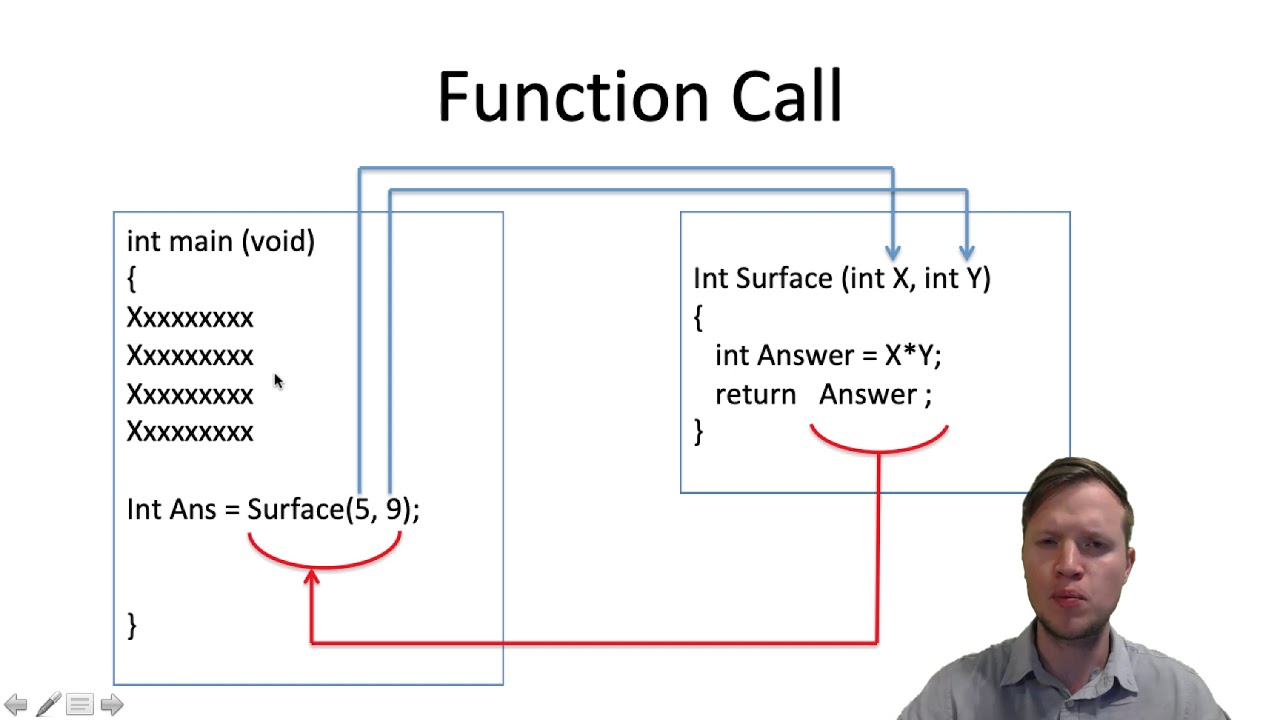 Function Call
int main (void)
{
Xxxxxxxxx
Xxxxxxxxx
Xxxxxxxxx
Xxxxxxxxx
Int Ans = Surface(5, 9);
}
Int Surface (int X, int Y)
{
int Answer = X*Y;
return Answer ;
}